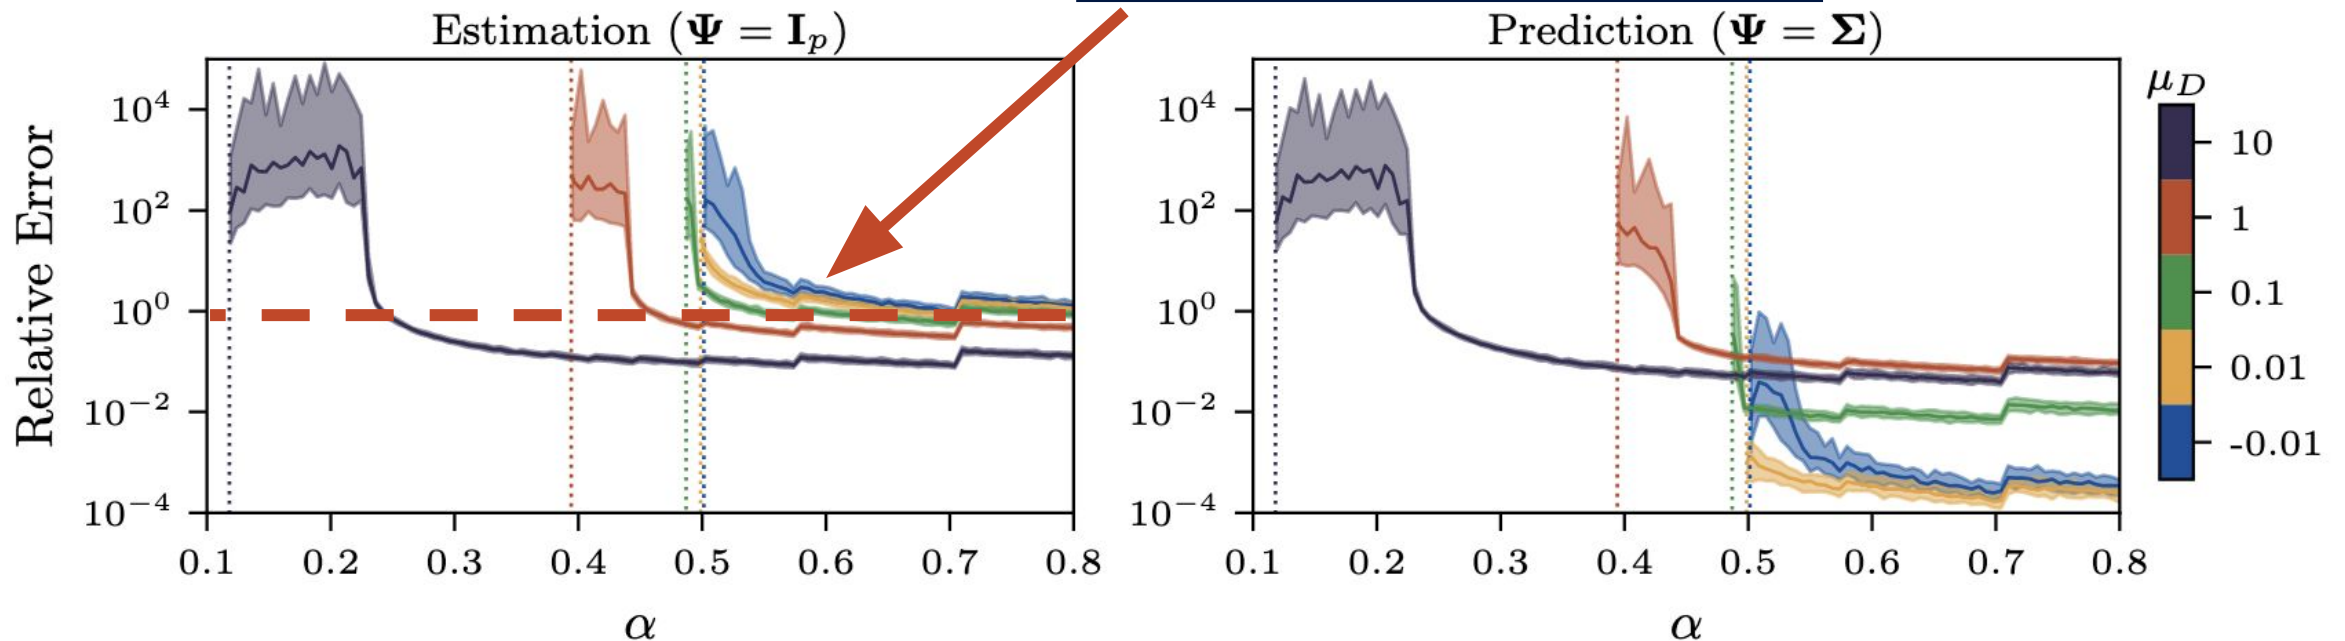 Estimation (Ψ = I_p)
Relative Error
10^4
10^2
10^0
10^−2
10^−4
0.1 0.2 0.3 0.4 0.5 0.6 0.7 0.8
α
Prediction (Ψ = Σ)
10^4
10^2
10^0
10^−2
10^−4
0.1 0.2 0.3 0.4 0.5 0.6 0.7 0.8
α
μ_D
10
1
0.1
0.01
-0.01